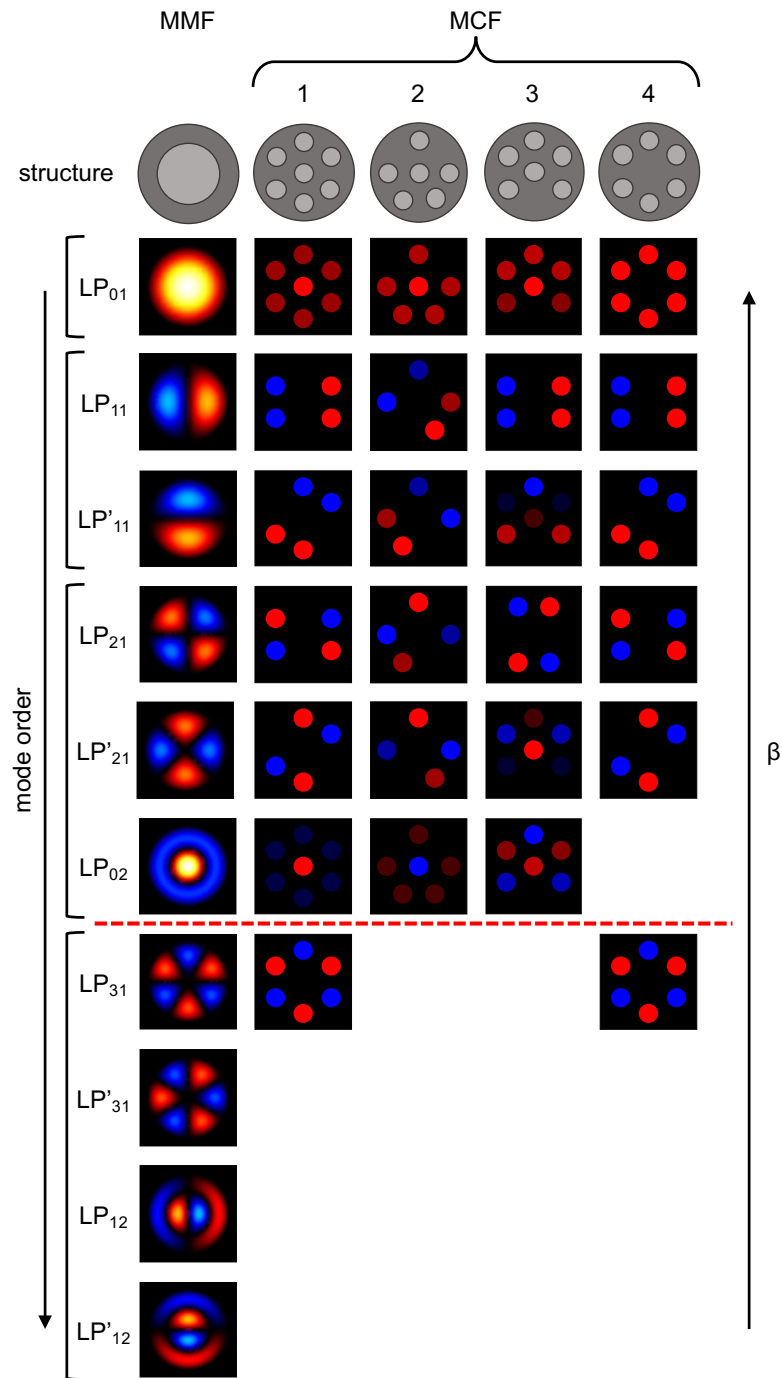 MMF MCF
1 2 3 4
structure
LP01
LP11
LP'11
LP21
LP'21
mode order
β
LP02
LP31
LP'31
LP12
LP'12